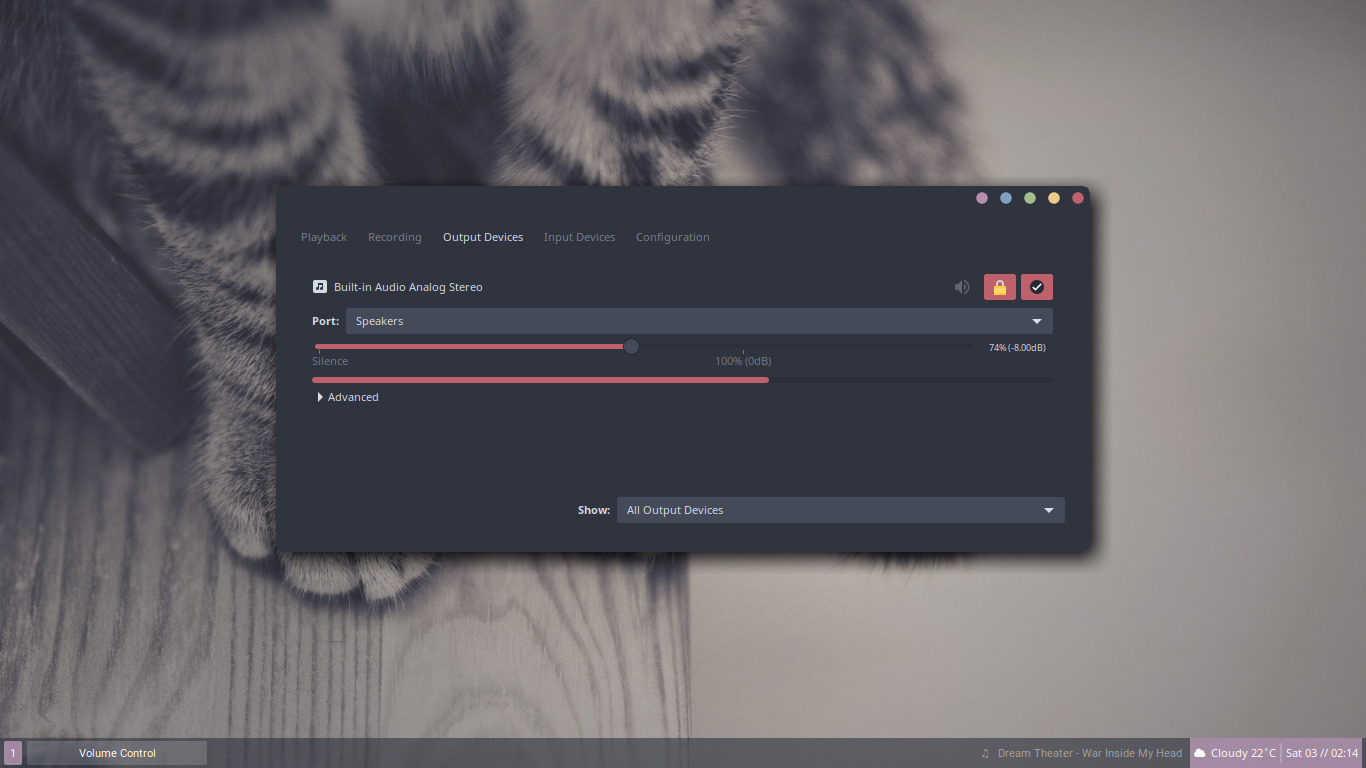 Playback Recording Output Devices Input Devices Configuration
Built-in Audio Analog Stereo
Port: Speakers
74% (-8.00dB)
Silence 100% (0dB)
Advanced
Show: All Output Devices
1 Volume Control Dream Theater - War Inside My Head Cloudy 22˚C Sat 03 // 02:14